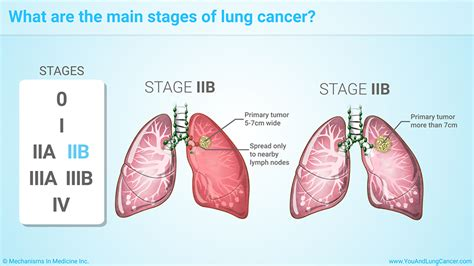 What are the main stages of lung cancer?
STAGES
0
I
IIA IIB
IIIA IIIB
IV
STAGE IIB
Primary tumor
5-7cm wide
Spread only
to nearby
lymph nodes
STAGE IIB
Primary tumor
more than 7cm
© Mechanisms In Medicine Inc.
www.YouAndLungCancer.com